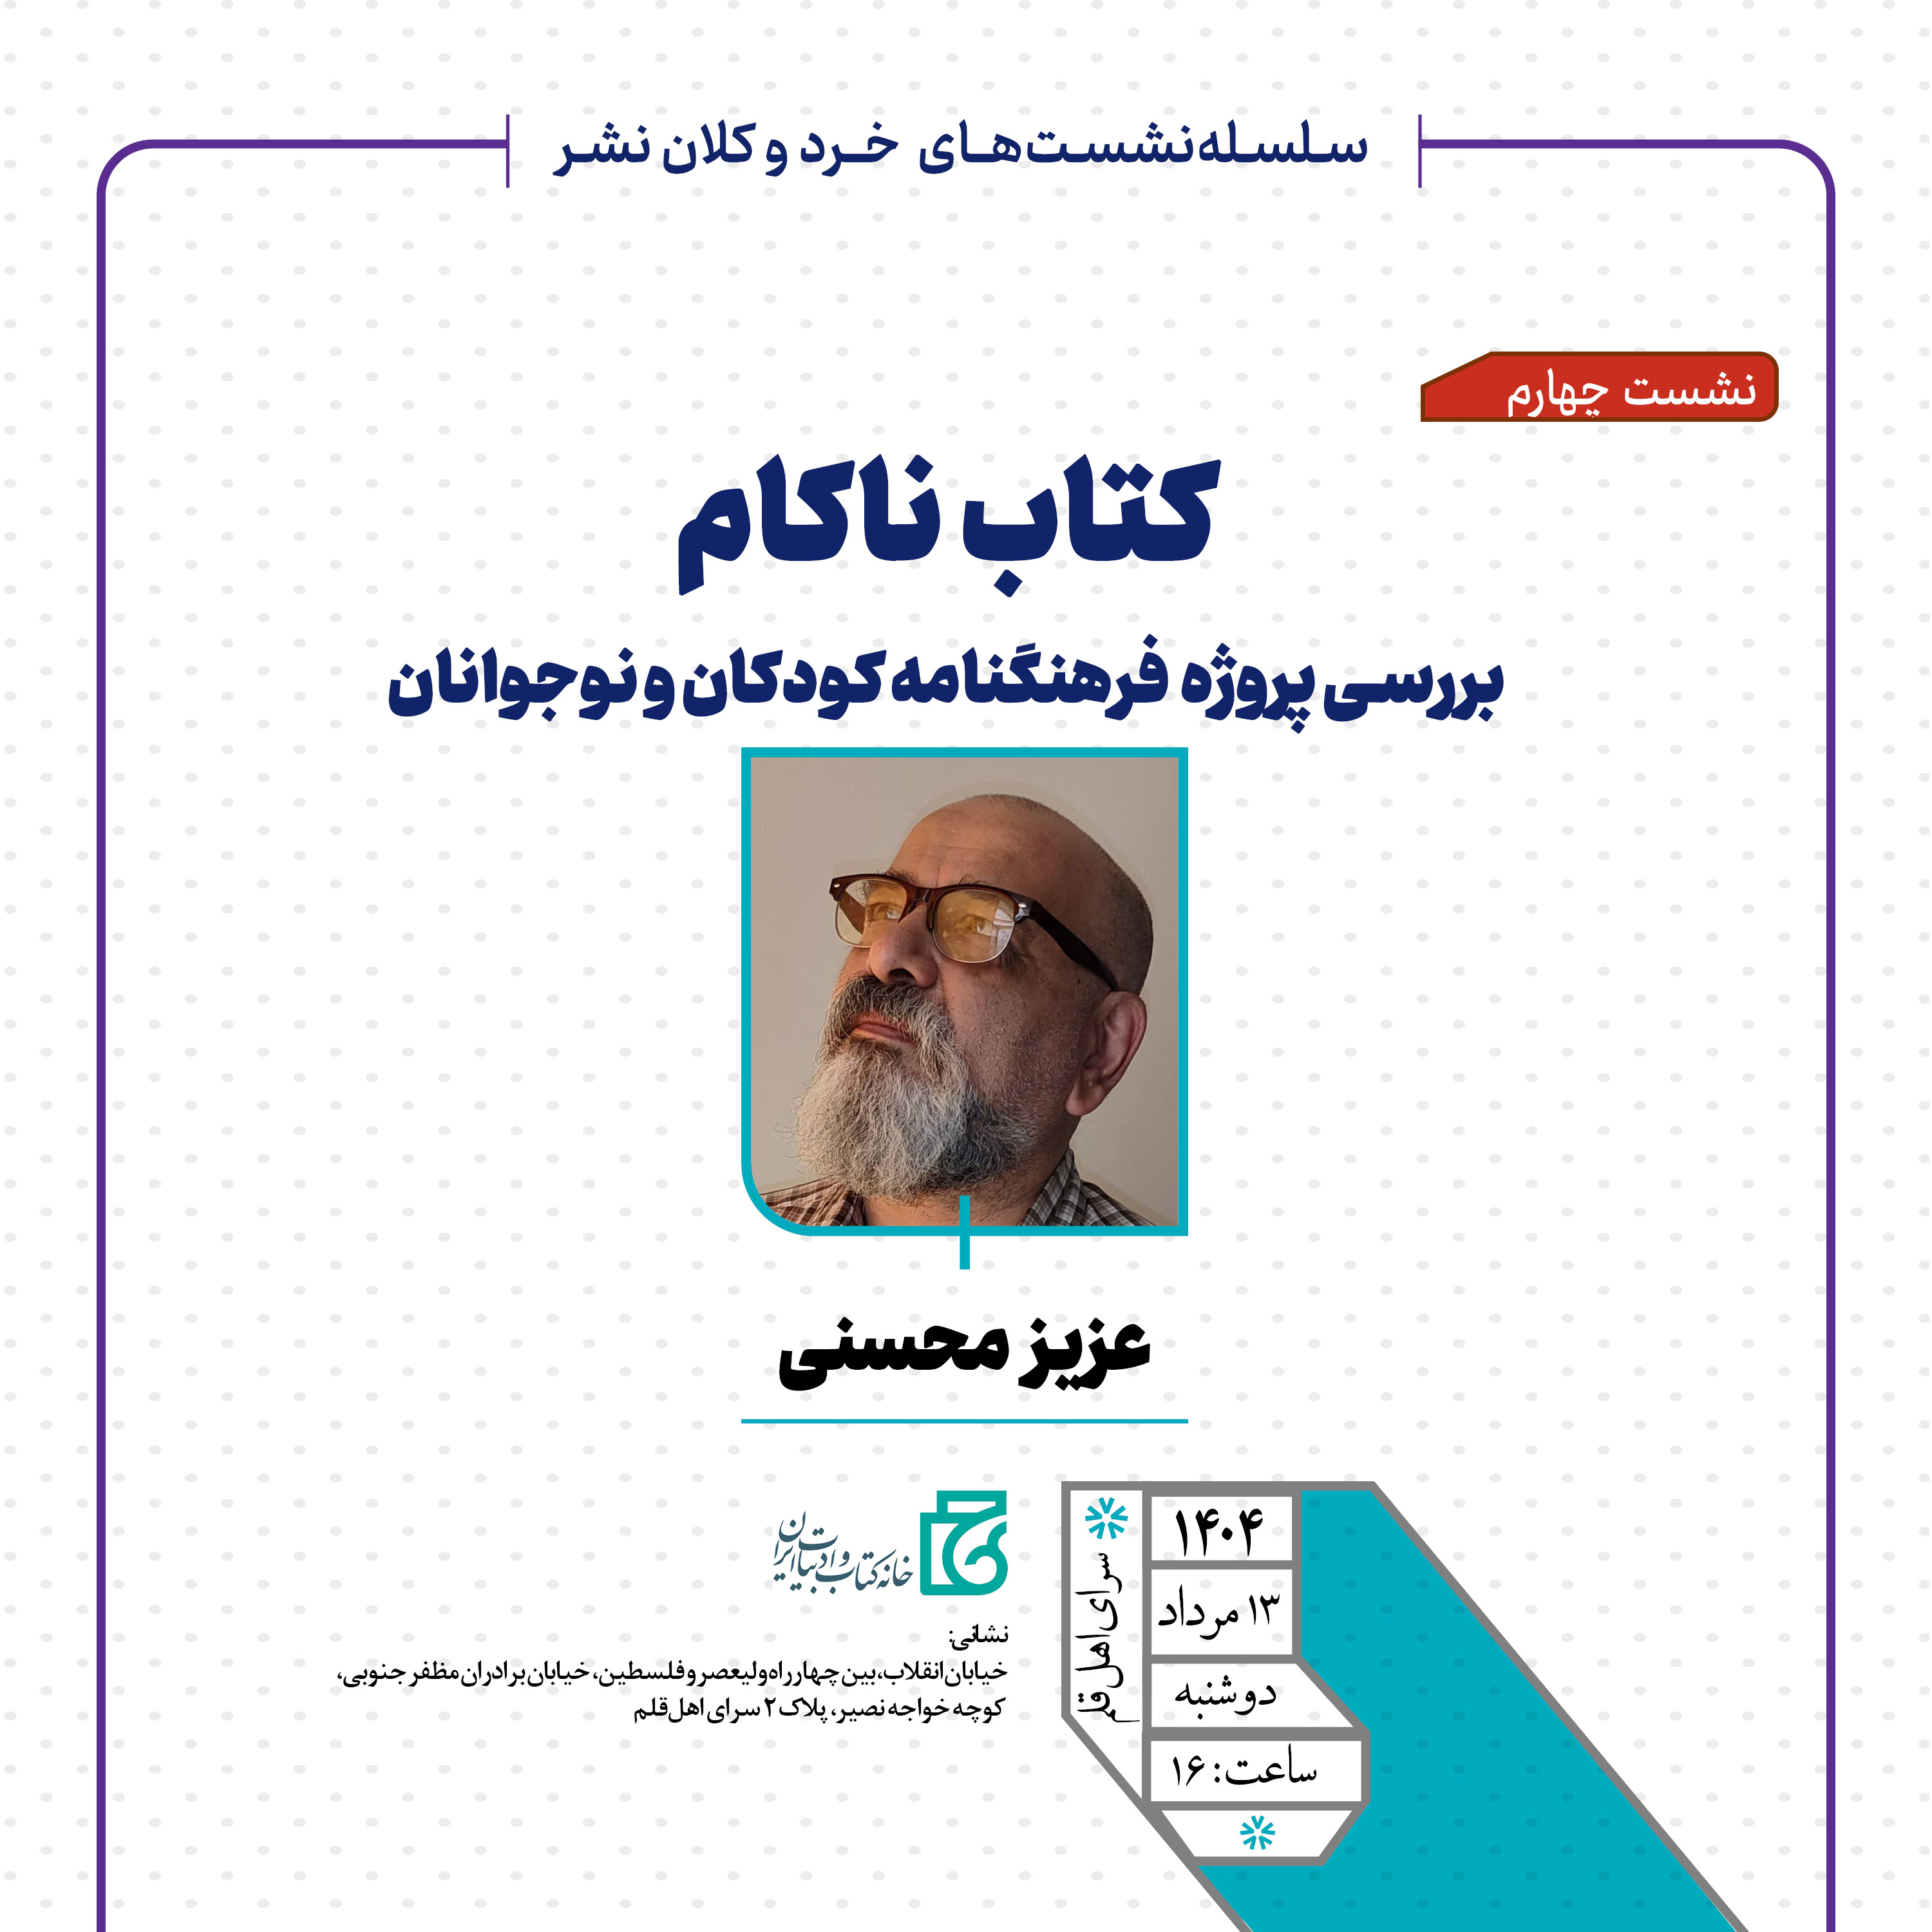 سلسله‌نشست‌های خرد و کلان نشر
نشست چهارم
کتاب ناکام
بررسی پروژه فرهنگنامه کودکان و نوجوانان
عزیز محسنی
خانه کتاب و ادبیات ایران
نشانی:
خیابان انقلاب، بین چهارراه ولیعصر و فلسطین، خیابان برادران مظفر جنوبی،
کوچه خواجه نصیر، پلاک ۲ سرای اهل‌قلم
سرای اهل قلم
۱۴۰۴
۱۳ مرداد
دوشنبه
ساعت: ۱۶